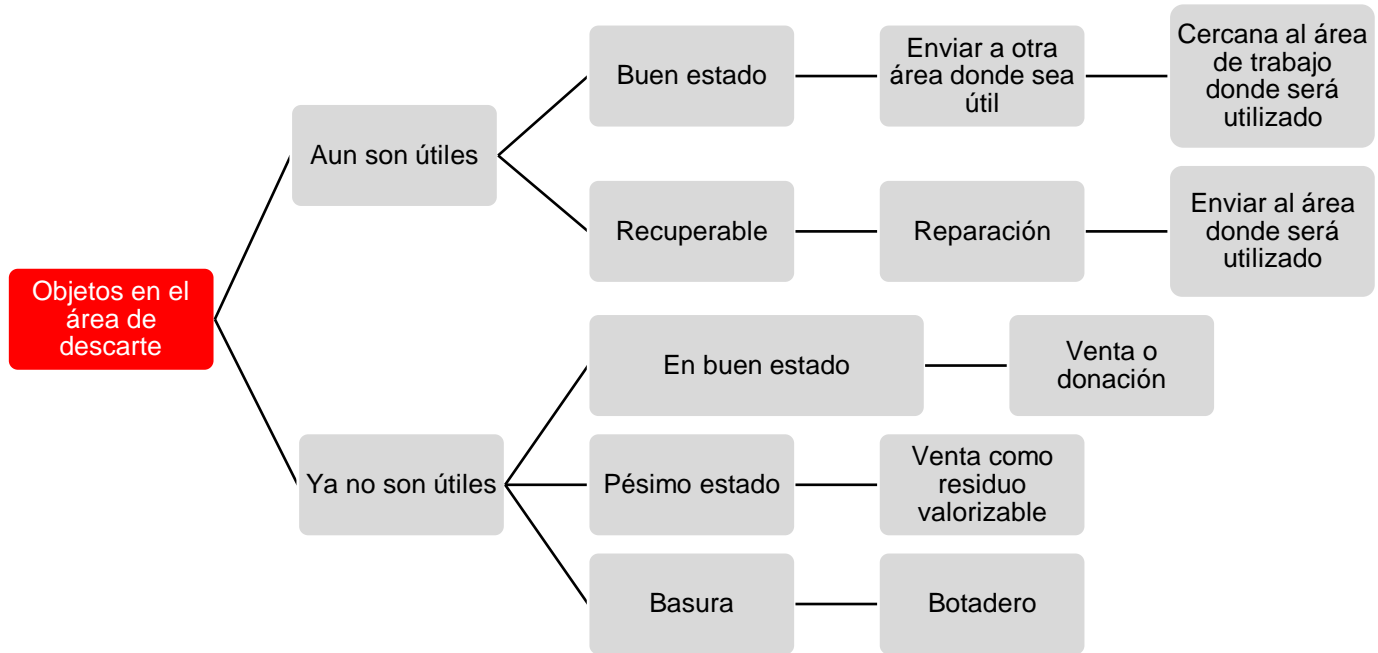 Objetos en el
área de
descarte
Aun son útiles
Buen estado
Enviar a otra
área donde sea
útil
Cercana al área
de trabajo
donde será
utilizado
Recuperable
Reparación
Enviar al área
donde será
utilizado
Ya no son útiles
En buen estado
Venta o
donación
Pésimo estado
Venta como
residuo
valorizable
Basura
Botadero